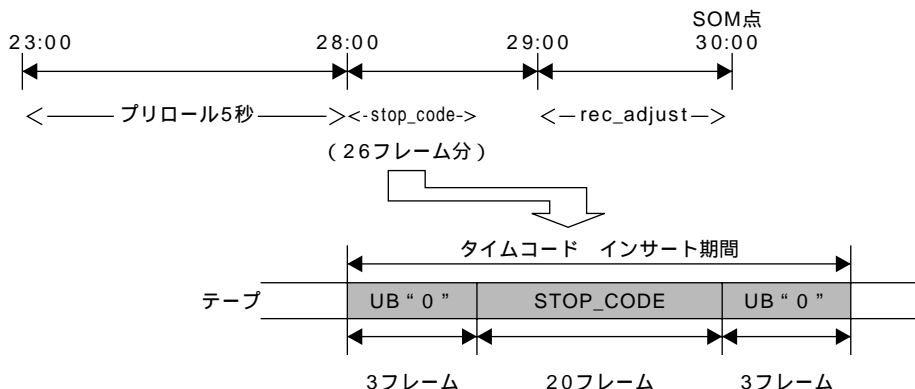 SOM点
23:00 28:00 29:00 30:00
プリロール5秒 stop_code rec_adjust
(26フレーム分)
タイムコード インサート期間
テープ UB“0” STOP_CODE UB“0”
3フレーム 20フレーム 3フレーム